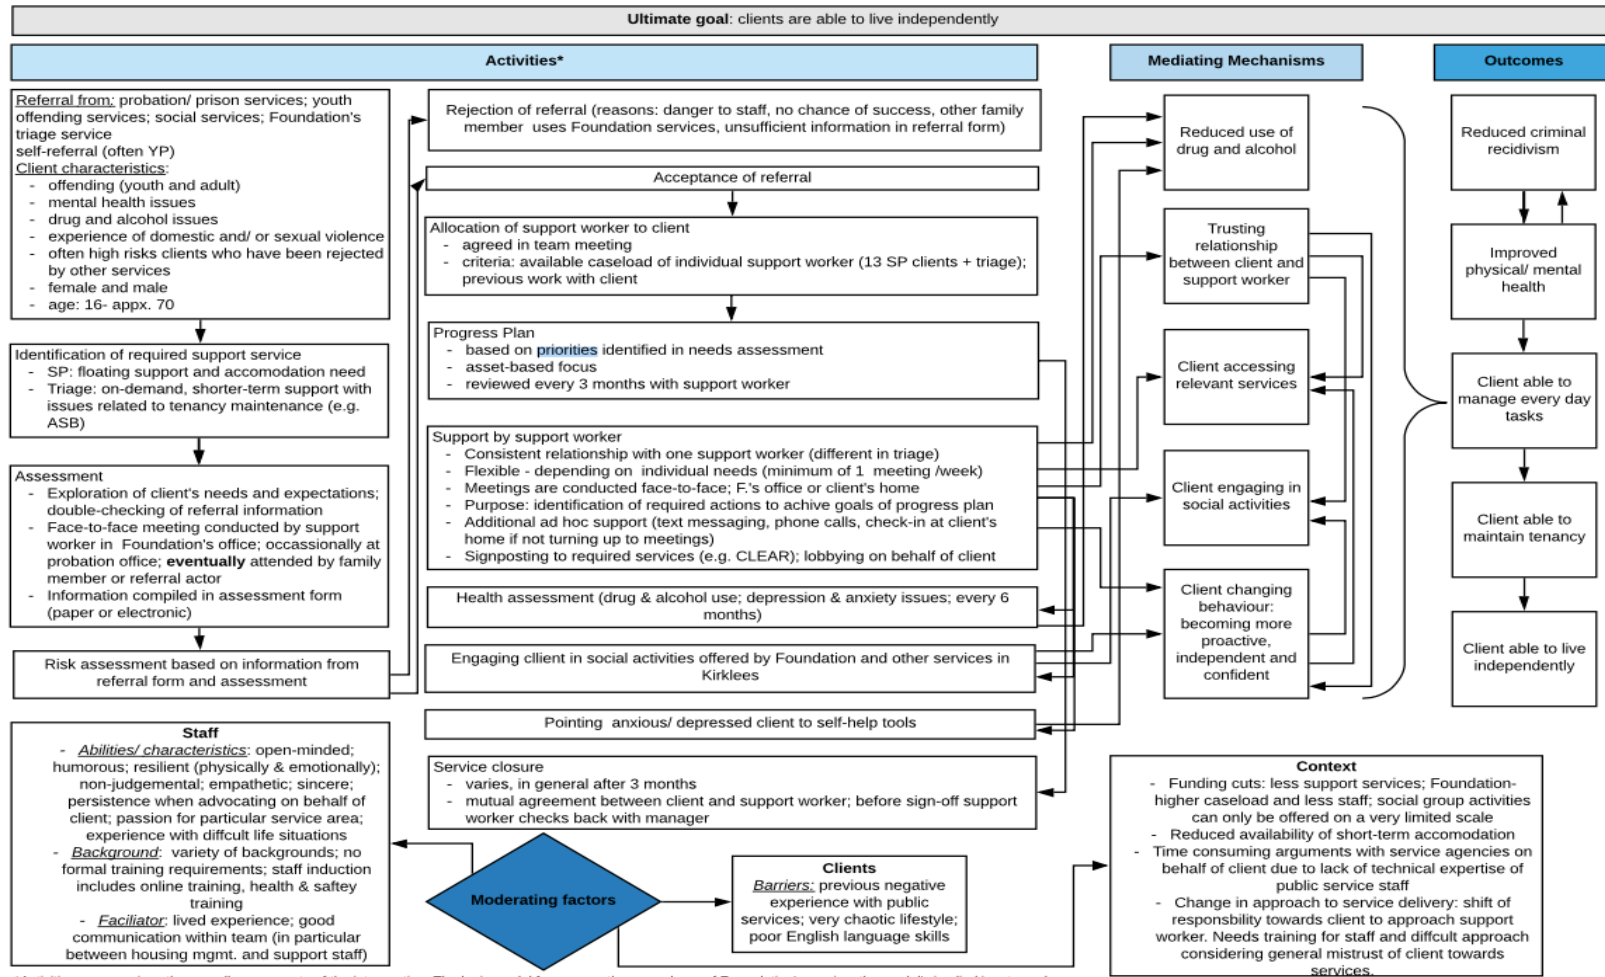 Ultimate goal: clients are able to live independently
Activities*
Mediating Mechanisms
Outcomes
Referral from: probation/ prison services; youth
offending services; social services; Foundation's
triage service
self-referral (often YP)
Client characteristics:
- offending (youth and adult)
- mental health issues
- drug and alcohol issues
- experience of domestic and/ or sexual violence
- often high risks clients who have been rejected
by other services
- female and male
- age: 16- appx. 70
Identification of required support service
- SP: floating support and accomodation need
- Triage: on-demand, shorter-term support with
issues related to tenancy maintenance (e.g.
ASB)
Assessment
- Exploration of client's needs and expectations;
double-checking of referral information
- Face-to-face meeting conducted by support
worker in Foundation's office; occassionally at
probation office; eventually attended by family
member or referral actor
- Information compiled in assessment form
(paper or electronic)
Risk assessment based on information from
referral form and assessment
Rejection of referral (reasons: danger to staff, no chance of success, other family
member uses Foundation services, unsufficient information in referral form)
Acceptance of referral
Allocation of support worker to client
- agreed in team meeting
- criteria: available caseload of individual support worker (13 SP clients + triage);
previous work with client
Progress Plan
- based on priorities identified in needs assessment
- asset-based focus
- reviewed every 3 months with support worker
Support by support worker
- Consistent relationship with one support worker (different in triage)
- Flexible - depending on individual needs (minimum of 1 meeting /week)
- Meetings are conducted face-to-face; F.'s office or client's home
- Purpose: identification of required actions to achive goals of progress plan
- Additional ad hoc support (text messaging, phone calls, check-in at client's
home if not turning up to meetings)
- Signposting to required services (e.g. CLEAR); lobbying on behalf of client
Health assessment (drug & alcohol use; depression & anxiety issues; every 6
months)
Engaging cllient in social activities offered by Foundation and other services in
Kirklees
Pointing anxious/ depressed client to self-help tools
Service closure
- varies, in general after 3 months
- mutual agreement between client and support worker; before sign-off support
worker checks back with manager
Reduced use of
drug and alcohol
Trusting
relationship
between client and
support worker
Client accessing
relevant services
Client engaging in
social activities
Client changing
behaviour:
becoming more
proactive,
independent and
confident
Reduced criminal
recidivism
Improved
physical/ mental
health
Client able to
manage every day
tasks
Client able to
maintain tenancy
Client able to live
independently
Staff
- Abilities/ characteristics: open-minded;
humorous; resilient (physically & emotionally);
non-judgemental; empathetic; sincere;
persistence when advocating on behalf of
client; passion for particular service area;
experience with diffcult life situations
- Background: variety of backgrounds; no
formal training requirements; staff induction
includes online training, health & saftey
training
- Faciliator: lived experience; good
communication within team (in particular
between housing mgmt. and support staff)
Moderating factors
Clients
Barriers: previous negative
experience with public
services; very chaotic lifestyle;
poor English language skills
Context
- Funding cuts: less support services; Foundation-
higher caseload and less staff; social group activities
can only be offered on a very limited scale
- Reduced availability of short-term accomodation
- Time consuming arguments with service agencies on
behalf of client due to lack of technical expertise of
public service staff
- Change in approach to service delivery: shift of
responsbility towards client to approach support
worker. Needs training for staff and diffcult approach
considering general mistrust of client towards
services.